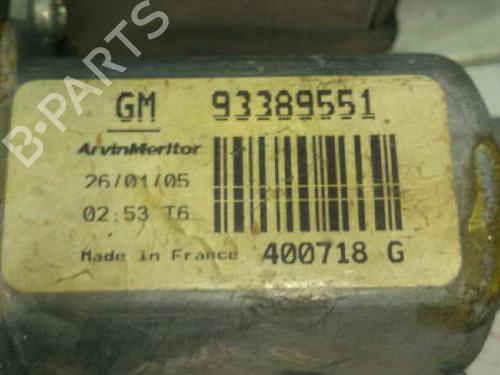 GM 93389551
ArvinMeritor
26/01/05
02:53 T6
Made in France 400718 G
B-PARTS